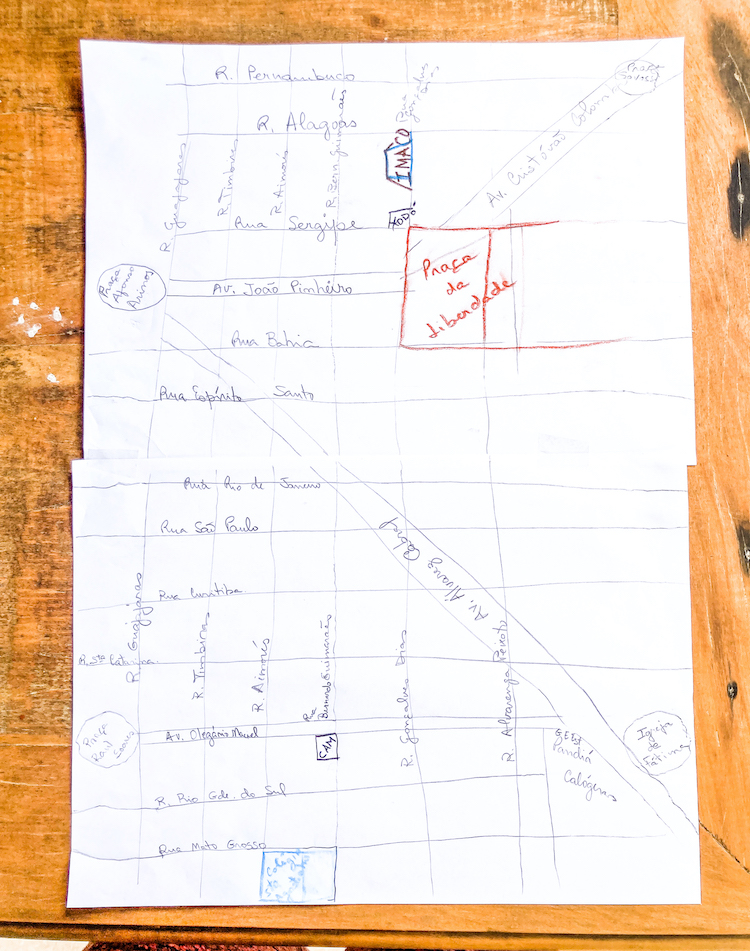 R. Pernambuco
Praça
R. Alagoas
Rua
Gonçalves
Dias
Av. Cristóvão Colombo
IMACO
R. Guajajaras
R. Timbiras
R. Aimorés
R. Bern. Guimarães
Rua Sergipe
Praça
Afonso
Arinos
Av. João Pinheiro
Praça
da
Liberdade
Rua Bahia
Rua Espírito Santo
Rua Rio de Janeiro
Rua São Paulo
Av. Álvares Cabral
Rua Curitiba
R. Guajajaras
R. Timbiras
R. Aimorés
Rua
Bernardo Guimarães
R. Gonçalves Dias
R. Alvarenga Peixoto
R. Sta Catarina
Praça
Raul
Soares
Av. Olegário Maciel
Pandiá
Calógeras
Igreja
de
Fátima
R. Rio Gde. do Sul
Rua Mato Grosso